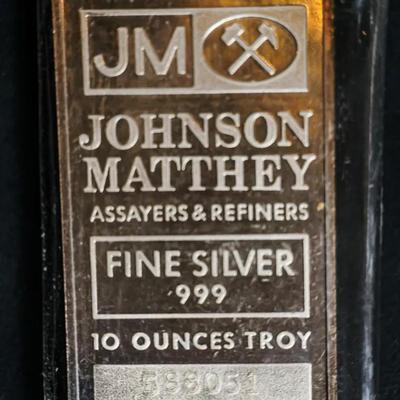 JM
JOHNSON
MATTHEY
ASSAYERS & REFINERS
FINE SILVER
999
10 OUNCES TROY